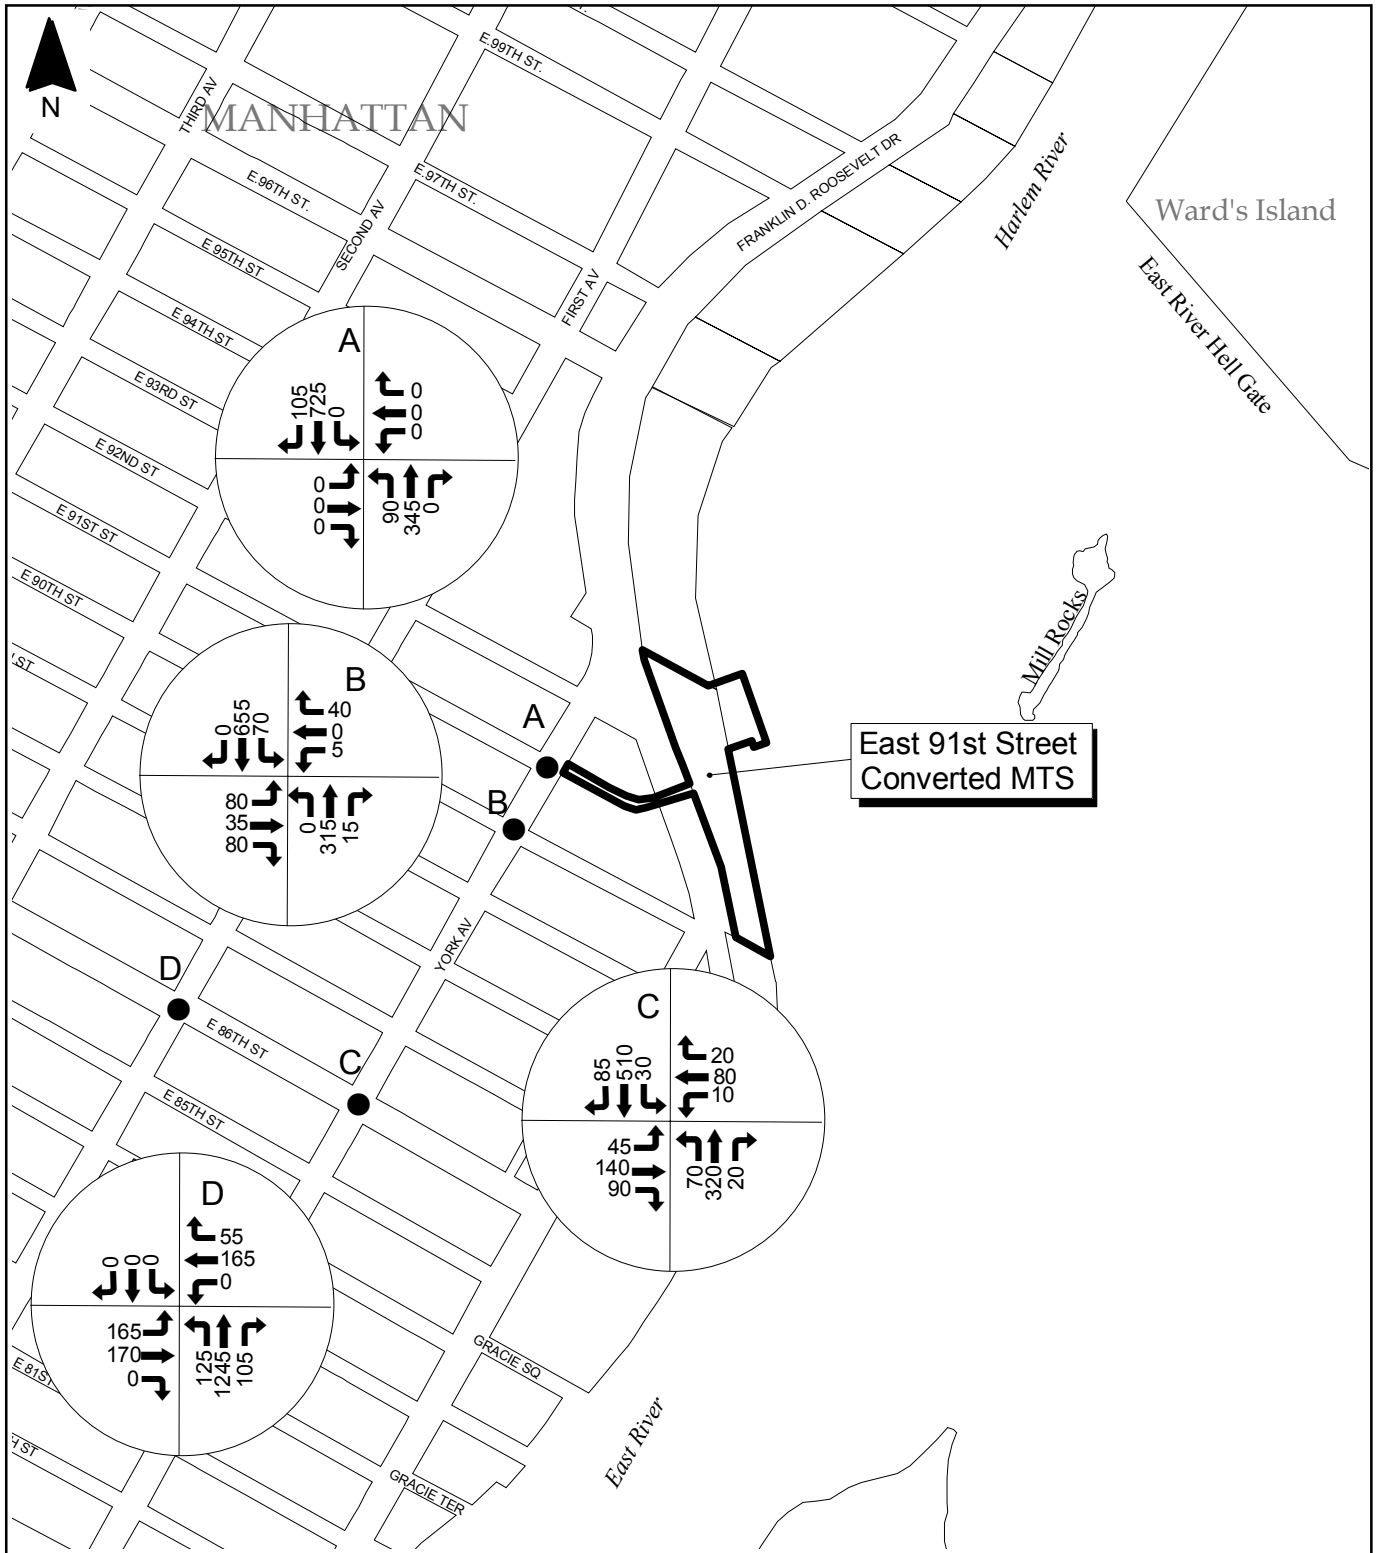 N
MANHATTAN
THIRD AV
E.99TH ST.
E.96TH ST.
E.97TH ST.
SECOND AV
E 95TH ST
FIRST AV
FRANKLIN D. ROOSEVELT DR
Harlem River
Ward's Island
East River Hell Gate
E 94TH ST
E 93RD ST
E 92ND ST
E 91ST ST
E 90TH ST
ST
A
105
725
0
0
0
0
0
0
0
90
345
0
B
0
655
70
40
0
5
80
35
80
0
315
15
A
B
Mill Rocks
East 91st Street
Converted MTS
YORK AV
D
C
E 86TH ST
E 85TH ST
C
85
510
30
20
80
10
45
140
90
70
320
20
D
0
0
0
55
165
0
165
170
0
125
1245
105
E 81ST
ST
GRACIE SQ
GRACIE TER
East River